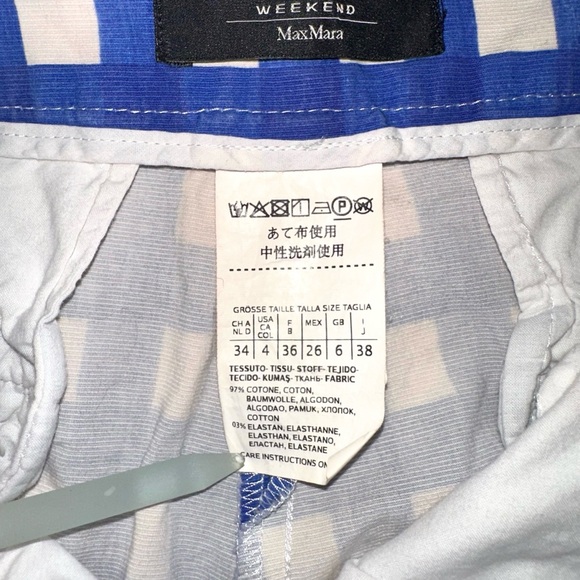 WEEKEND
MaxMara
P W
あて布使用
中性洗剤使用
GRÖSSE TAILLE TALLA SIZE TAGLIA
CH A NL D USA CA COL F B MEX GB I J
34 4 36 26 6 38
TESSUTO- TISSU- STOFF- TEJIDO-
TECIDO- KUMAŞ- ТКАНЬ- FABRIC
97% COTONE, COTON,
BAUMWOLLE, ALGODON,
ALGODAO, PAMUK, ХЛОПОК,
COTTON
03% ELASTAN, ELASTHANNE,
ELASTHAN, ELASTANO,
ЕЛАСТАН, ELASTANE
CARE INSTRUCTIONS ON